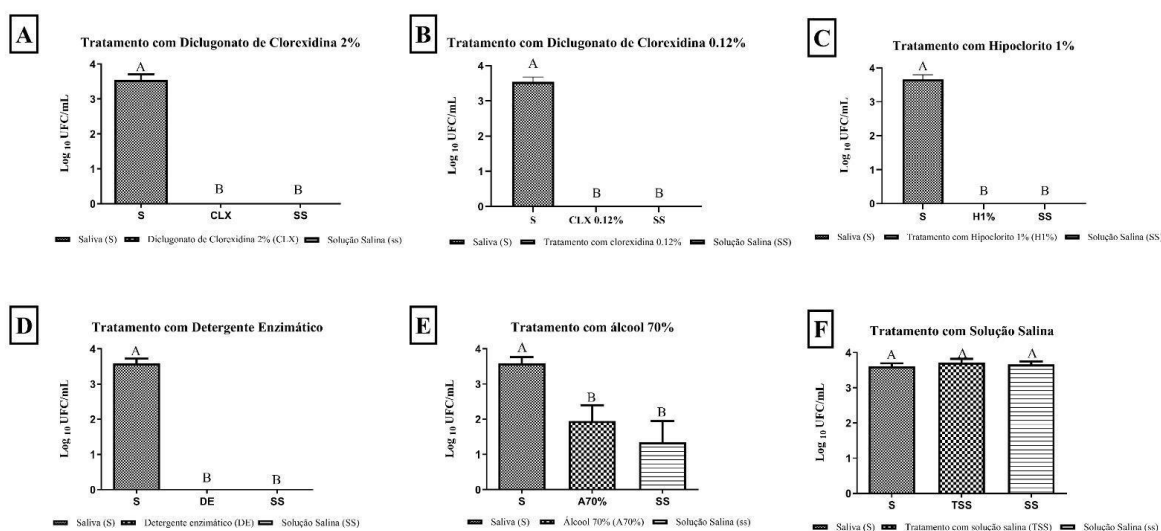 A
Tratamento com Diclugonato de Clorexidina 2%
Log 10 UFC/mL
4
3
2
1
0
A
B
B
S
CLX
SS
Saliva (S) Diclugonato de Clorexidina 2% (CLX) Solução Salina (ss)
B
Tratamento com Diclugonato de Clorexidina 0.12%
Log 10 UFC/mL
4
3
2
1
0
A
B
B
S
CLX 0.12%
SS
Saliva (S) Tratamento com clorexidina 0.12% Solução Salina (SS)
C
Tratamento com Hipoclorito 1%
Log 10 UFC/mL
4
3
2
1
0
A
B
B
S
H1%
SS
Saliva (S) Tratamento com Hipoclorito 1% (H1%) Solução Salina (SS)
D
Tratamento com Detergente Enzimático
Log 10 UFC/mL
4
3
2
1
0
A
B
B
S
DE
SS
Saliva (S) Detergente enzimático (DE) Solução Salina (SS)
E
Tratamento com álcool 70%
Log 10 UFC/mL
4
3
2
1
0
A
B
B
S
A70%
SS
Saliva (S) Álcool 70% (A70%) Solução Salina (ss)
F
Tratamento com Solução Salina
Log 10 UFC/mL
4
3
2
1
0
A
A
A
S
TSS
SS
Saliva (S) Tratamento com solução salina (TSS) Solução Salina (ss)